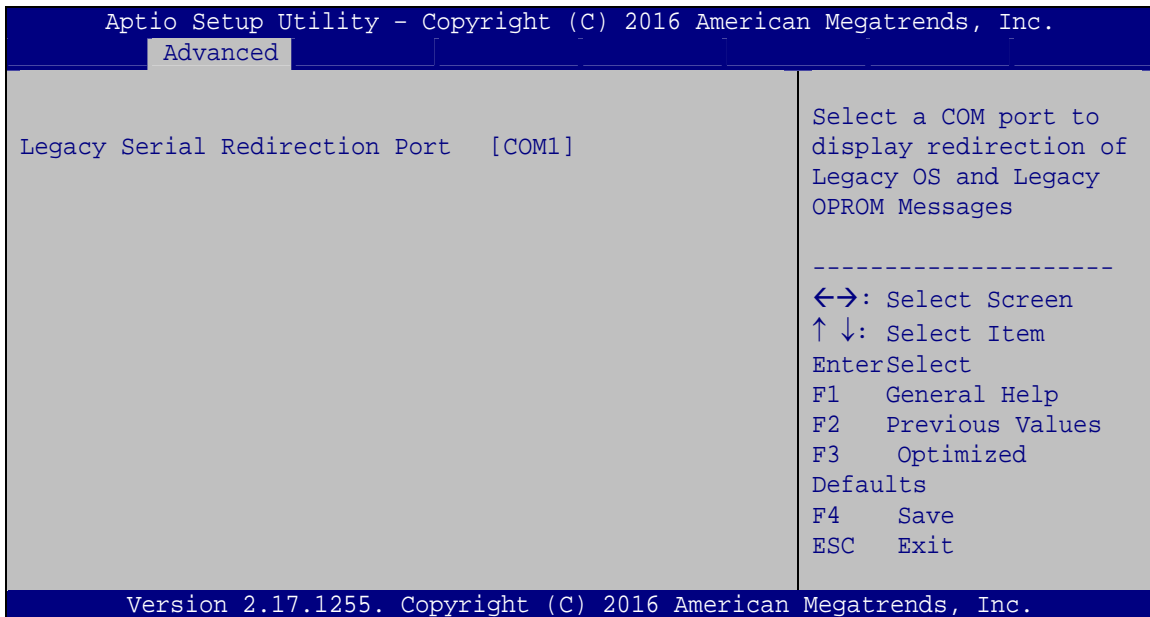 Aptio Setup Utility – Copyright (C) 2016 American Megatrends, Inc.
Advanced
Legacy Serial Redirection Port [COM1]
Select a COM port to
display redirection of
Legacy OS and Legacy
OPROM Messages
---------------------
←→: Select Screen
↑ ↓: Select Item
EnterSelect
F1 General Help
F2 Previous Values
F3 Optimized
Defaults
F4 Save
ESC Exit
Version 2.17.1255. Copyright (C) 2016 American Megatrends, Inc.